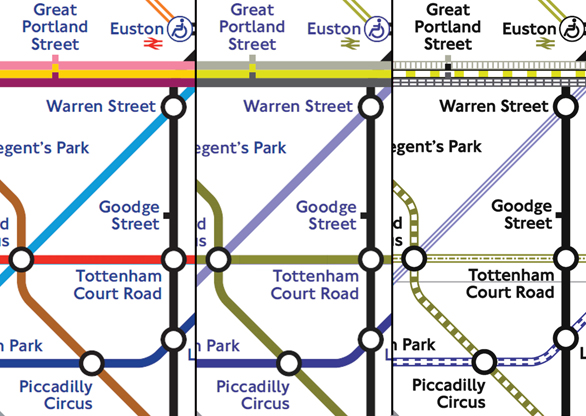 Great
Portland
Street
Euston
Warren Street
egent's Park
Goodge
Street
d
us
Tottenham
Court Road
n Park
Piccadilly
Circus
Great
Portland
Street
Euston
Warren Street
egent's Park
Goodge
Street
d
s
Tottenham
Court Road
Park
L
Piccadilly
Circus
Great
Portland
Street
Euston
Warren Street
egent's Park
Goodge
Street
d
s
Tottenham
Court Road
Park
L
Piccadilly
Circus